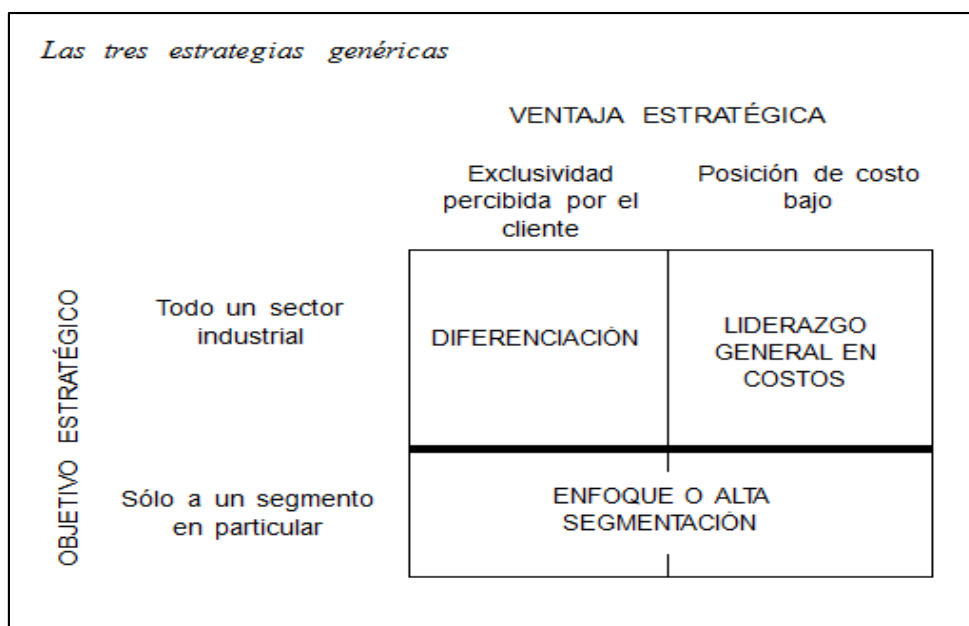 Las tres estrategias genéricas
VENTAJA ESTRATÉGICA
Exclusividad
percibida por el
cliente
Posición de costo
bajo
OBJETIVO ESTRATÉGICO
Todo un sector
industrial
DIFERENCIACIÓN
LIDERAZGO
GENERAL EN
COSTOS
Sólo a un segmento
en particular
ENFOQUE O ALTA
SEGMENTACIÓN